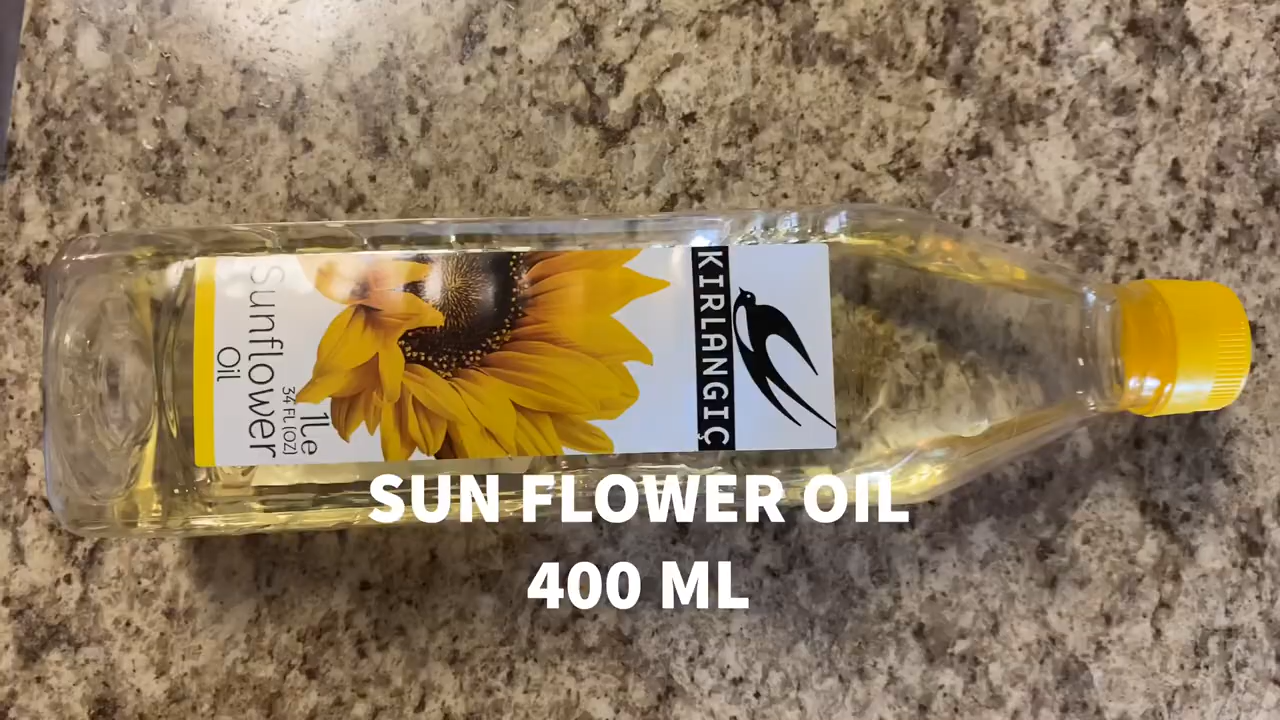 KIRLANGIÇ
1Le
34 FL (OZ)
Sunflower
Oil
SUN FLOWER OIL
400 ML